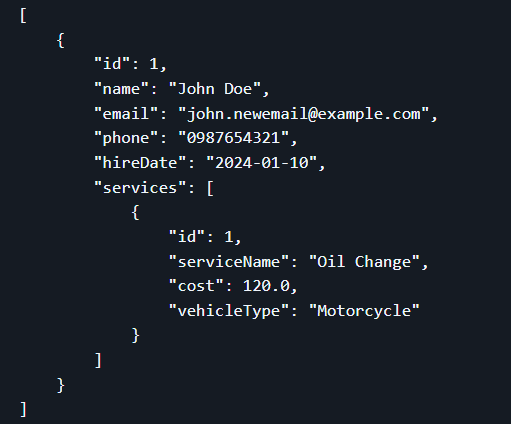 [
    {
        "id": 1,
        "name": "John Doe",
        "email": "john.newemail@example.com",
        "phone": "0987654321",
        "hireDate": "2024-01-10",
        "services": [
            {
                "id": 1,
                "serviceName": "Oil Change",
                "cost": 120.0,
                "vehicleType": "Motorcycle"
            }
        ]
    }
]